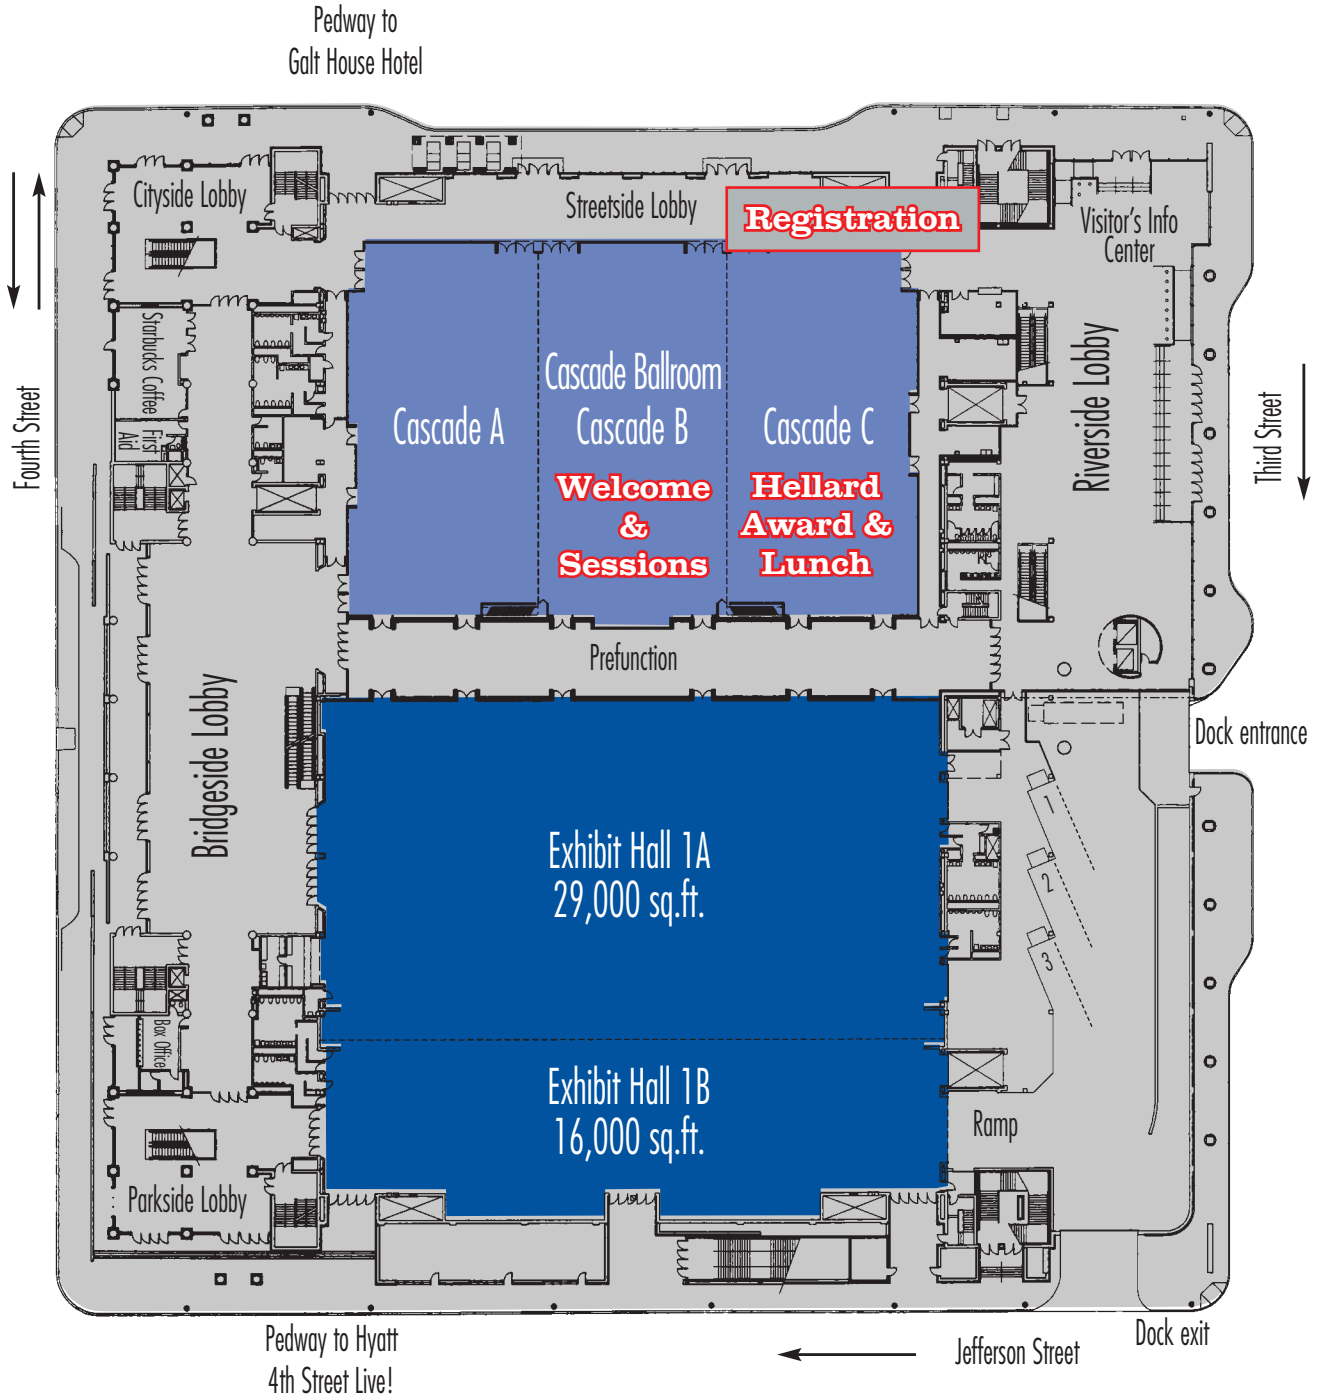 Pedway to
Galt House Hotel
Cityside Lobby
Streetside Lobby
Registration
Visitor's Info
Center
Starbucks Coffee
First
Aid
Fourth Street
Cascade Ballroom
Cascade A
Cascade B
Cascade C
Welcome
&
Sessions
Hellard
Award &
Lunch
Riverside Lobby
Third Street
Prefunction
Bridgeside Lobby
Dock entrance
Exhibit Hall 1A
29,000 sq.ft.
1
2
3
Box Office
Exhibit Hall 1B
16,000 sq.ft.
Ramp
Parkside Lobby
Pedway to Hyatt
4th Street Live!
Jefferson Street
Dock exit